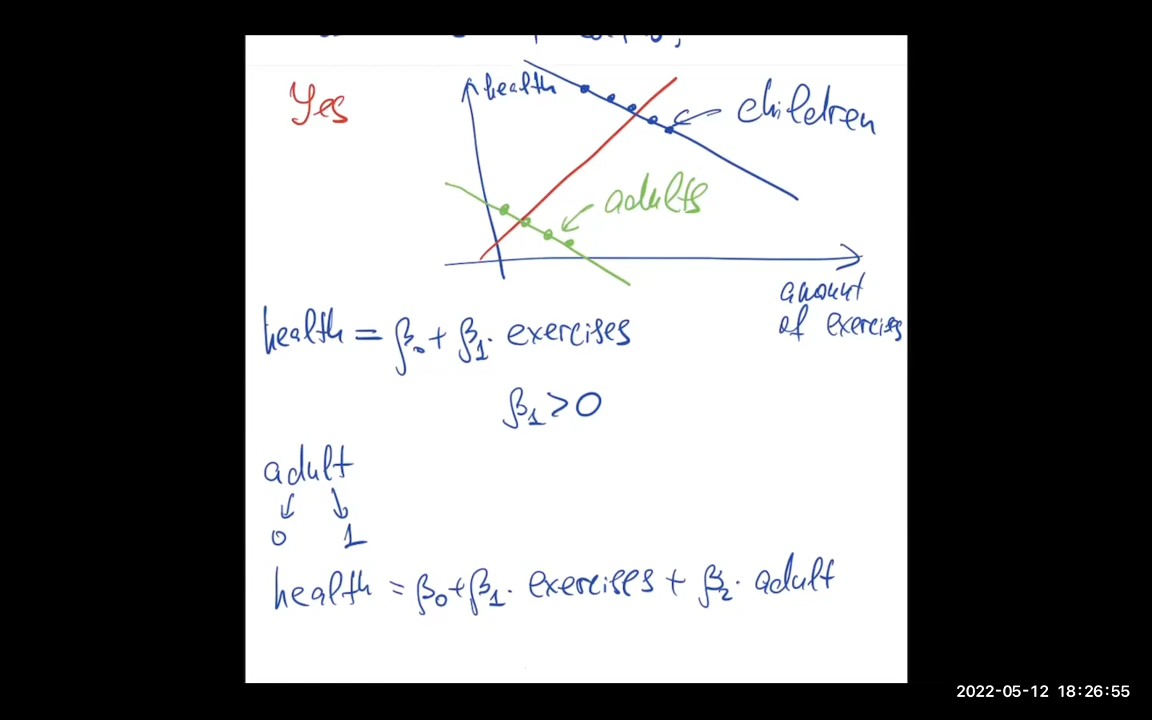 Yes
health
children
adults
amount
of exercises
health = β₀ + β₁· exercises
β₁ > 0
adult
0 1
health = β₀ + β₁· exercises + β₂· adult
2022-05-12 18:26:55